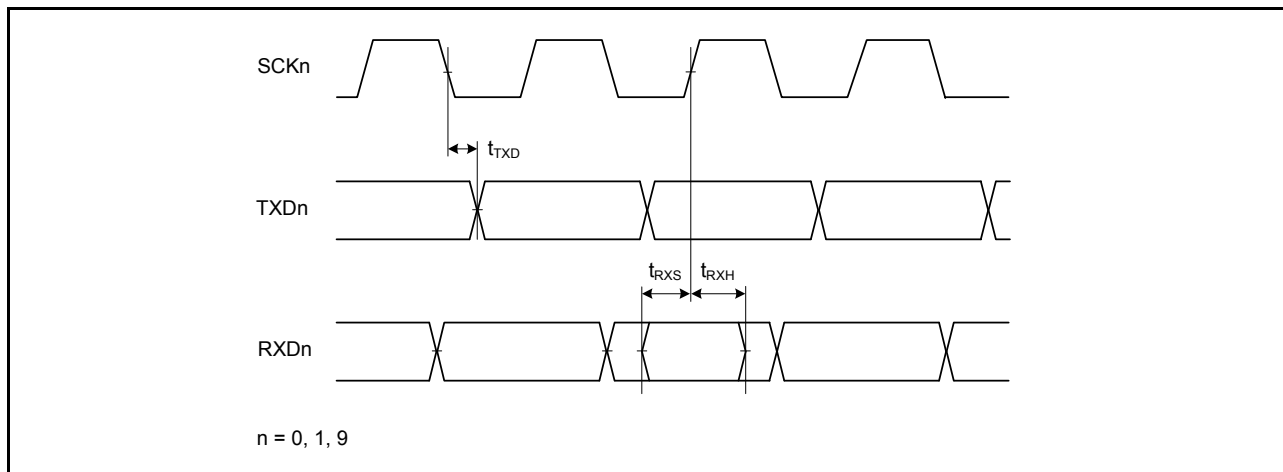 SCKn
tTXD
TXDn
tRXS tRXH
RXDn
n = 0, 1, 9